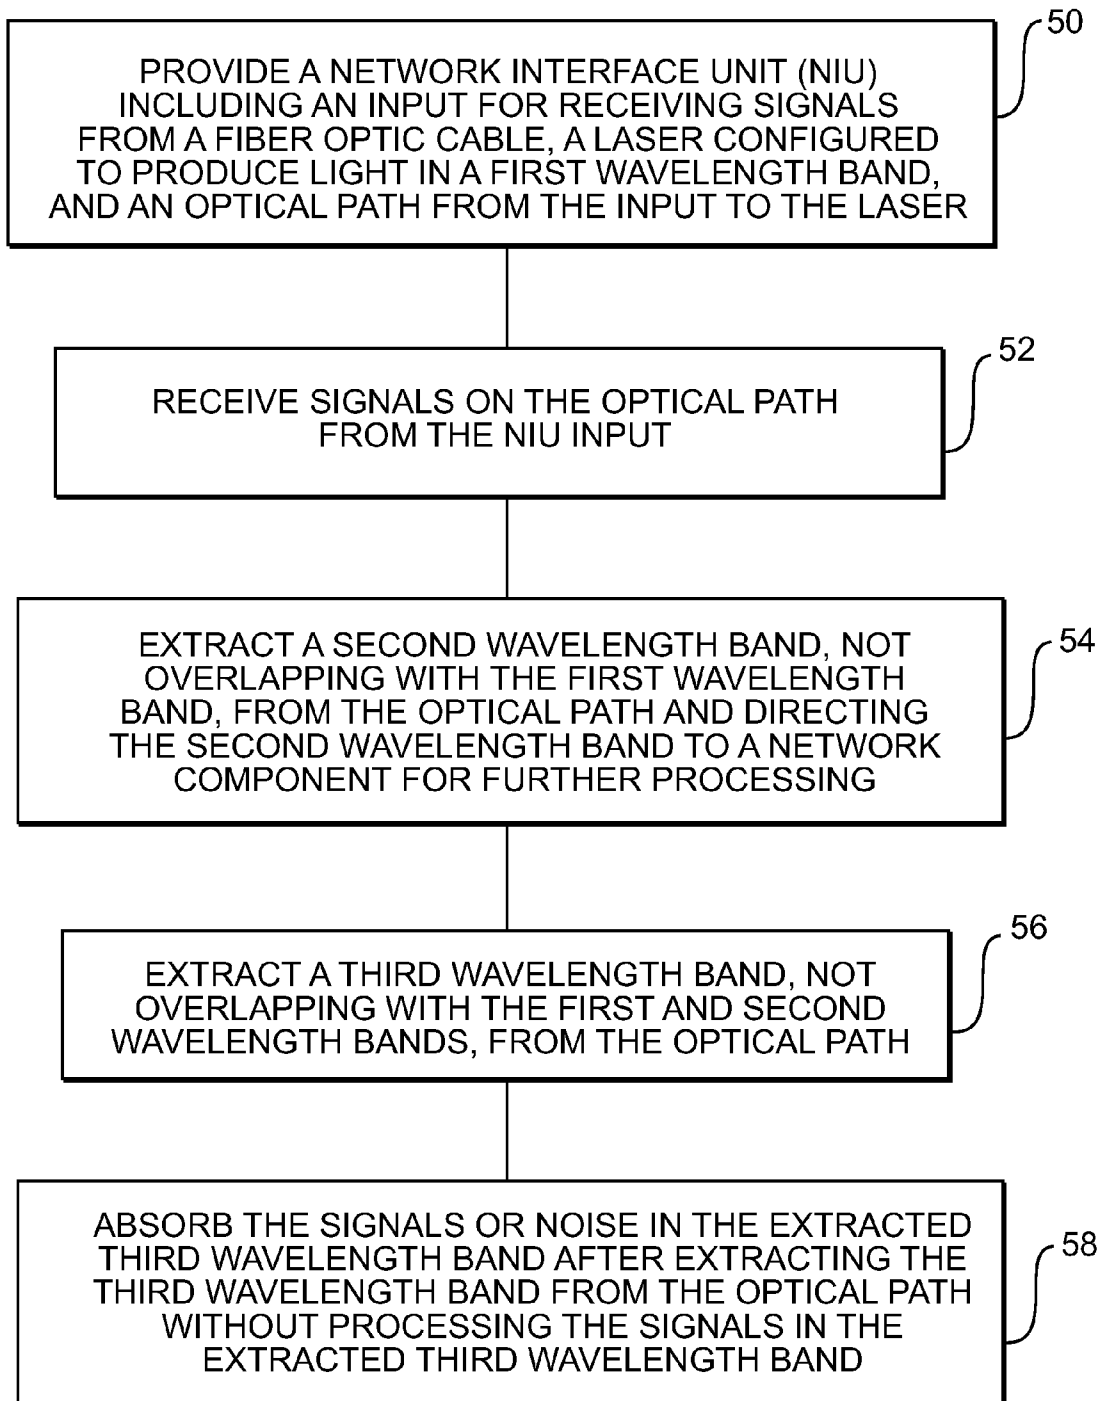 50
PROVIDE A NETWORK INTERFACE UNIT (NIU)
INCLUDING AN INPUT FOR RECEIVING SIGNALS
FROM A FIBER OPTIC CABLE, A LASER CONFIGURED
TO PRODUCE LIGHT IN A FIRST WAVELENGTH BAND,
AND AN OPTICAL PATH FROM THE INPUT TO THE LASER
52
RECEIVE SIGNALS ON THE OPTICAL PATH
FROM THE NIU INPUT
54
EXTRACT A SECOND WAVELENGTH BAND, NOT
OVERLAPPING WITH THE FIRST WAVELENGTH
BAND, FROM THE OPTICAL PATH AND DIRECTING
THE SECOND WAVELENGTH BAND TO A NETWORK
COMPONENT FOR FURTHER PROCESSING
56
EXTRACT A THIRD WAVELENGTH BAND, NOT
OVERLAPPING WITH THE FIRST AND SECOND
WAVELENGTH BANDS, FROM THE OPTICAL PATH
58
ABSORB THE SIGNALS OR NOISE IN THE EXTRACTED
THIRD WAVELENGTH BAND AFTER EXTRACTING THE
THIRD WAVELENGTH BAND FROM THE OPTICAL PATH
WITHOUT PROCESSING THE SIGNALS IN THE
EXTRACTED THIRD WAVELENGTH BAND